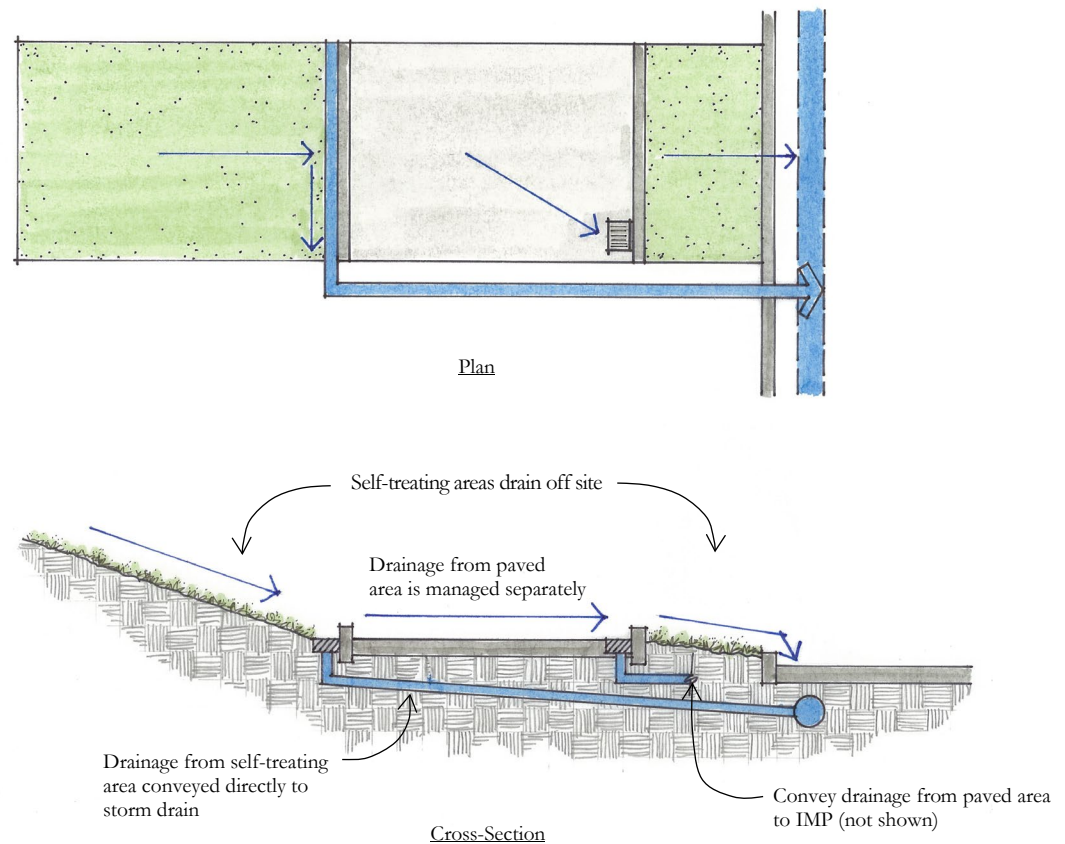 Plan
Self-treating areas drain off site
Drainage from paved
area is managed separately
Drainage from self-treating
area conveyed directly to
storm drain
Convey drainage from paved area
to IMP (not shown)
Cross-Section